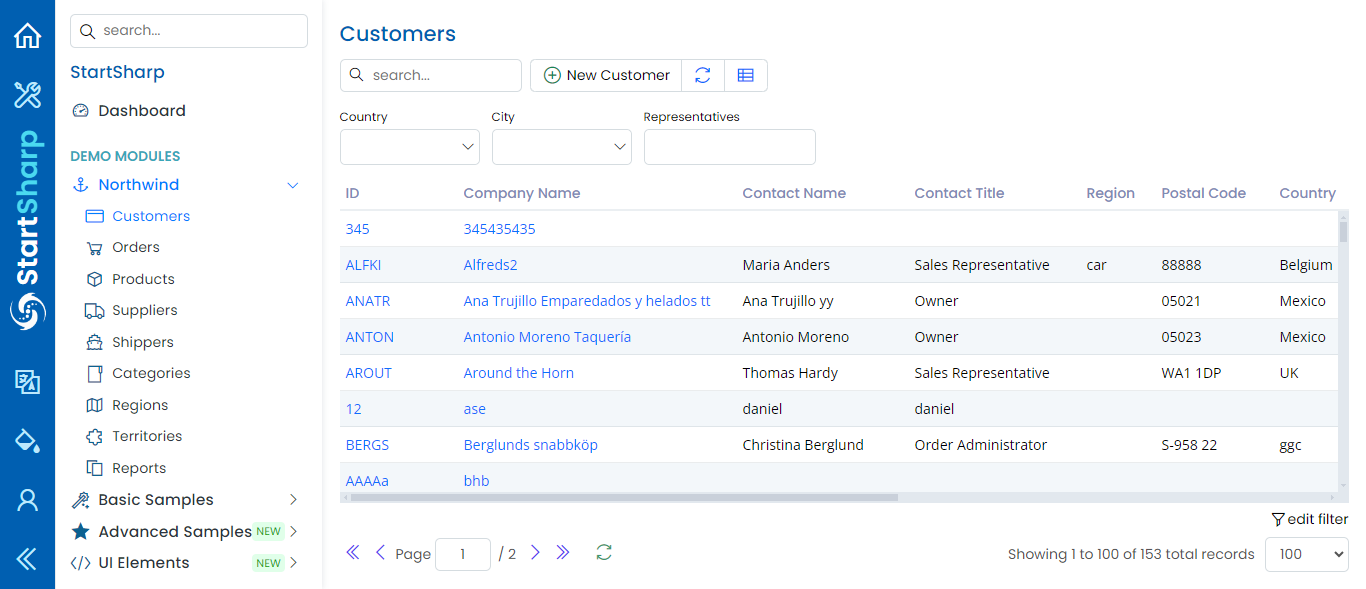 StartSharp
search...
StartSharp
Dashboard
DEMO MODULES
Northwind
Customers
Orders
Products
Suppliers
Shippers
Categories
Regions
Territories
Reports
Basic Samples
Advanced Samples NEW
UI Elements NEW
Customers
search... New Customer
Country City Representatives
ID Company Name Contact Name Contact Title Region Postal Code Country
345 345435435
ALFKI Alfreds2 Maria Anders Sales Representative car 88888 Belgium
ANATR Ana Trujillo Emparedados y helados tt Ana Trujillo yy Owner 05021 Mexico
ANTON Antonio Moreno Taquería Antonio Moreno Owner 05023 Mexico
AROUT Around the Horn Thomas Hardy Sales Representative WA1 1DP UK
12 ase daniel daniel
BERGS Berglunds snabbköp Christina Berglund Order Administrator S-958 22 ggc
AAAAa bhb
edit filter
Page 1 / 2 Showing 1 to 100 of 153 total records 100